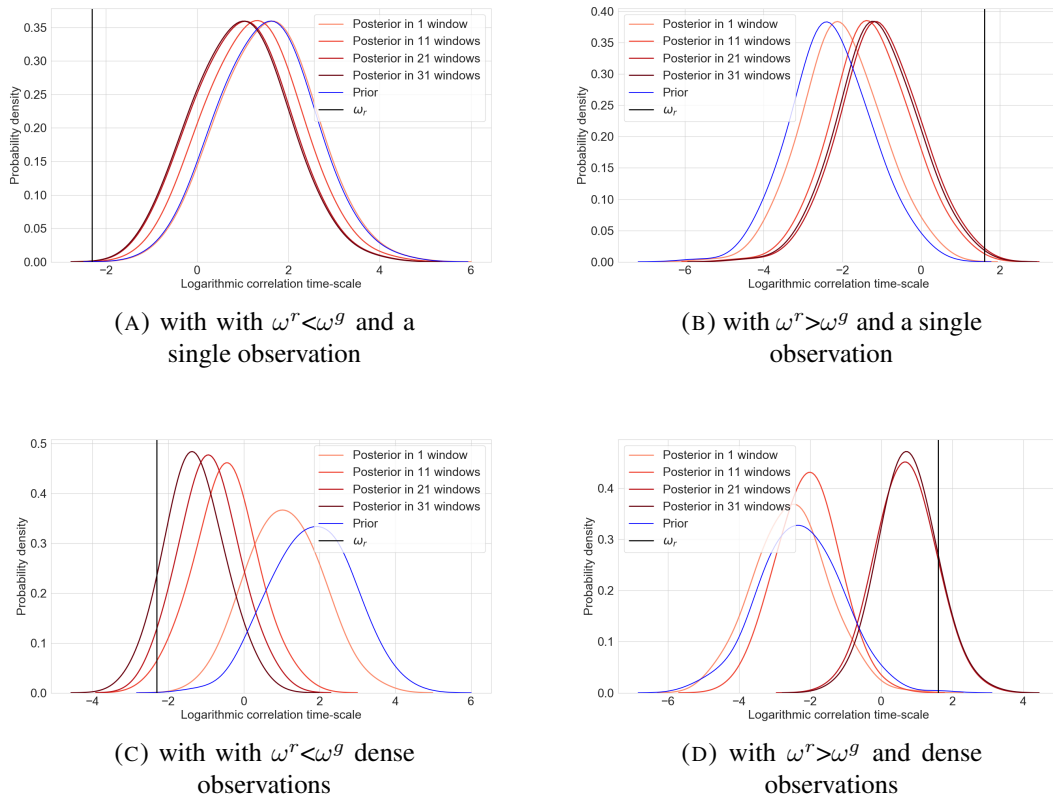 Probability density
0.35
0.30
0.25
0.20
0.15
0.10
0.05
0.00
−2
0
2
4
6
Logarithmic correlation time-scale
Posterior in 1 window
Posterior in 11 windows
Posterior in 21 windows
Posterior in 31 windows
Prior
ω_r
(A) with with ω^r<ω^g and a
single observation
Probability density
0.40
0.35
0.30
0.25
0.20
0.15
0.10
0.05
0.00
−6
−4
−2
0
2
Logarithmic correlation time-scale
Posterior in 1 window
Posterior in 11 windows
Posterior in 21 windows
Posterior in 31 windows
Prior
ω_r
(B) with ω^r>ω^g and a single
observation
Probability density
0.5
0.4
0.3
0.2
0.1
0.0
−4
−2
0
2
4
6
Logarithmic correlation time-scale
Posterior in 1 window
Posterior in 11 windows
Posterior in 21 windows
Posterior in 31 windows
Prior
ω_r
(C) with with ω^r<ω^g dense
observations
Probability density
0.4
0.3
0.2
0.1
0.0
−6
−4
−2
0
2
4
Logarithmic correlation time-scale
Posterior in 1 window
Posterior in 11 windows
Posterior in 21 windows
Posterior in 31 windows
Prior
ω_r
(D) with ω^r>ω^g and dense
observations